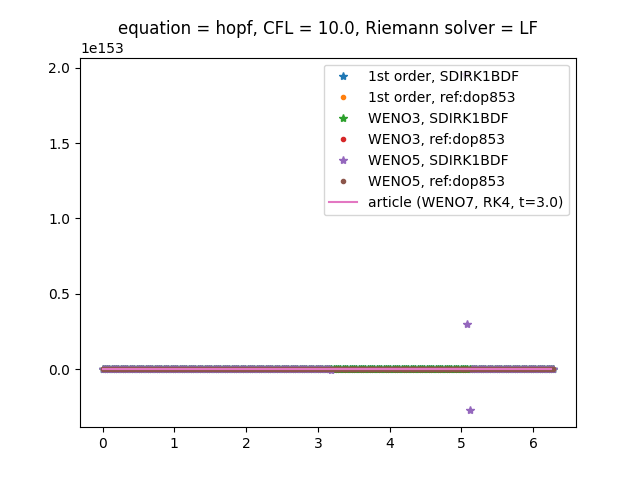 equation = hopf, CFL = 10.0, Riemann solver = LF
1e153
2.0
1.5
1.0
0.5
0.0
0
1
2
3
4
5
6
1st order, SDIRK1BDF
1st order, ref:dop853
WENO3, SDIRK1BDF
WENO3, ref:dop853
WENO5, SDIRK1BDF
WENO5, ref:dop853
article (WENO7, RK4, t=3.0)